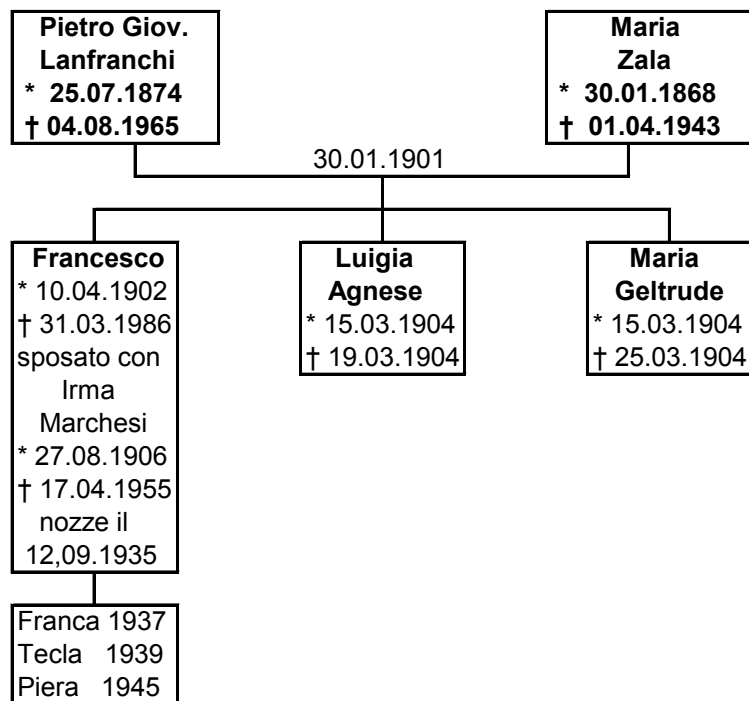 Pietro Giov.
Lanfranchi
* 25.07.1874
† 04.08.1965
Maria
Zala
* 30.01.1868
† 01.04.1943
30.01.1901
Francesco
* 10.04.1902
† 31.03.1986
sposato con
Irma
Marchesi
* 27.08.1906
† 17.04.1955
nozze il
12,09.1935
Luigia
Agnese
* 15.03.1904
† 19.03.1904
Maria
Geltrude
* 15.03.1904
† 25.03.1904
Franca 1937
Tecla 1939
Piera 1945